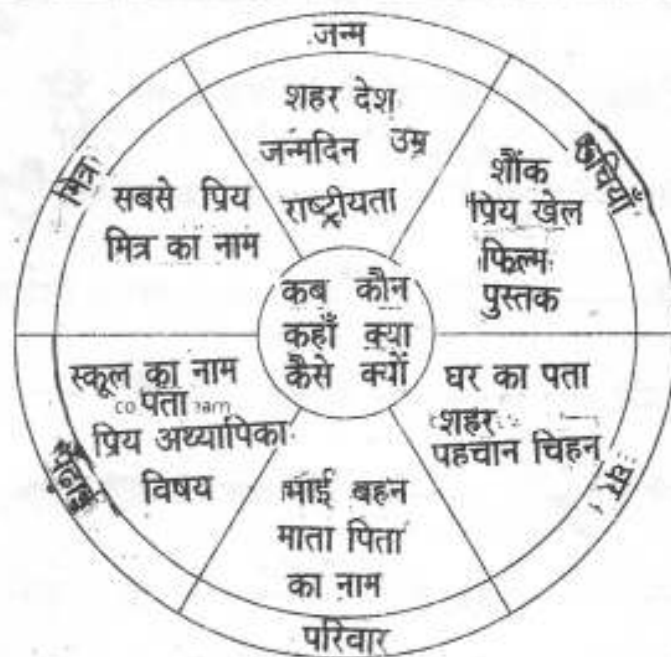 जन्म
शहर देश
जन्मदिन उम्र
राष्ट्रीयता
रुचियाँ
शौंक
प्रिय खेल
फिल्म
पुस्तक
मित्र
सबसे प्रिय
मित्र का नाम
कब कौन
कहाँ क्या
कैसे क्यों
स्कूल का नाम
पता
प्रिय अध्यापिका
विषय
पढ़ाई
घर का पता
शहर
पहचान चिहन
घर
भाई बहन
माता पिता
का नाम
परिवार